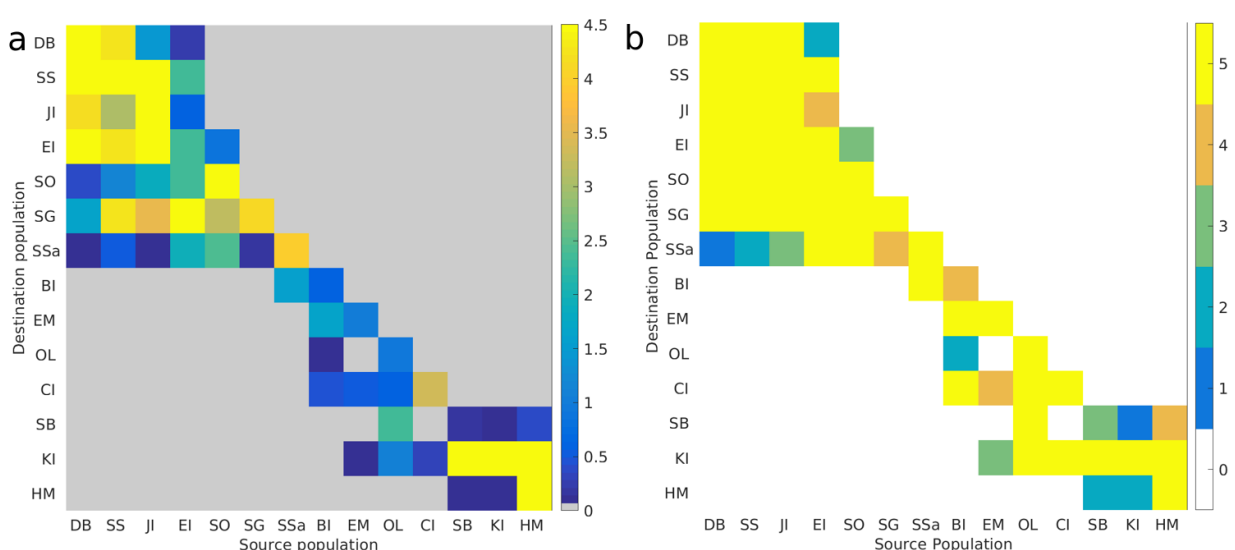 a
DB
SS
JI
EI
SO
SG
SSa
BI
EM
OL
CI
SB
KI
HM
Destination population
DB SS JI EI SO SG SSa BI EM OL CI SB KI HM
Source population
4.5
4
3.5
3
2.5
2
1.5
1
0.5
0
b
DB
SS
JI
EI
SO
SG
SSa
BI
EM
OL
CI
SB
KI
HM
Destination Population
DB SS JI EI SO SG SSa BI EM OL CI SB KI HM
Source Population
5
4
3
2
1
0